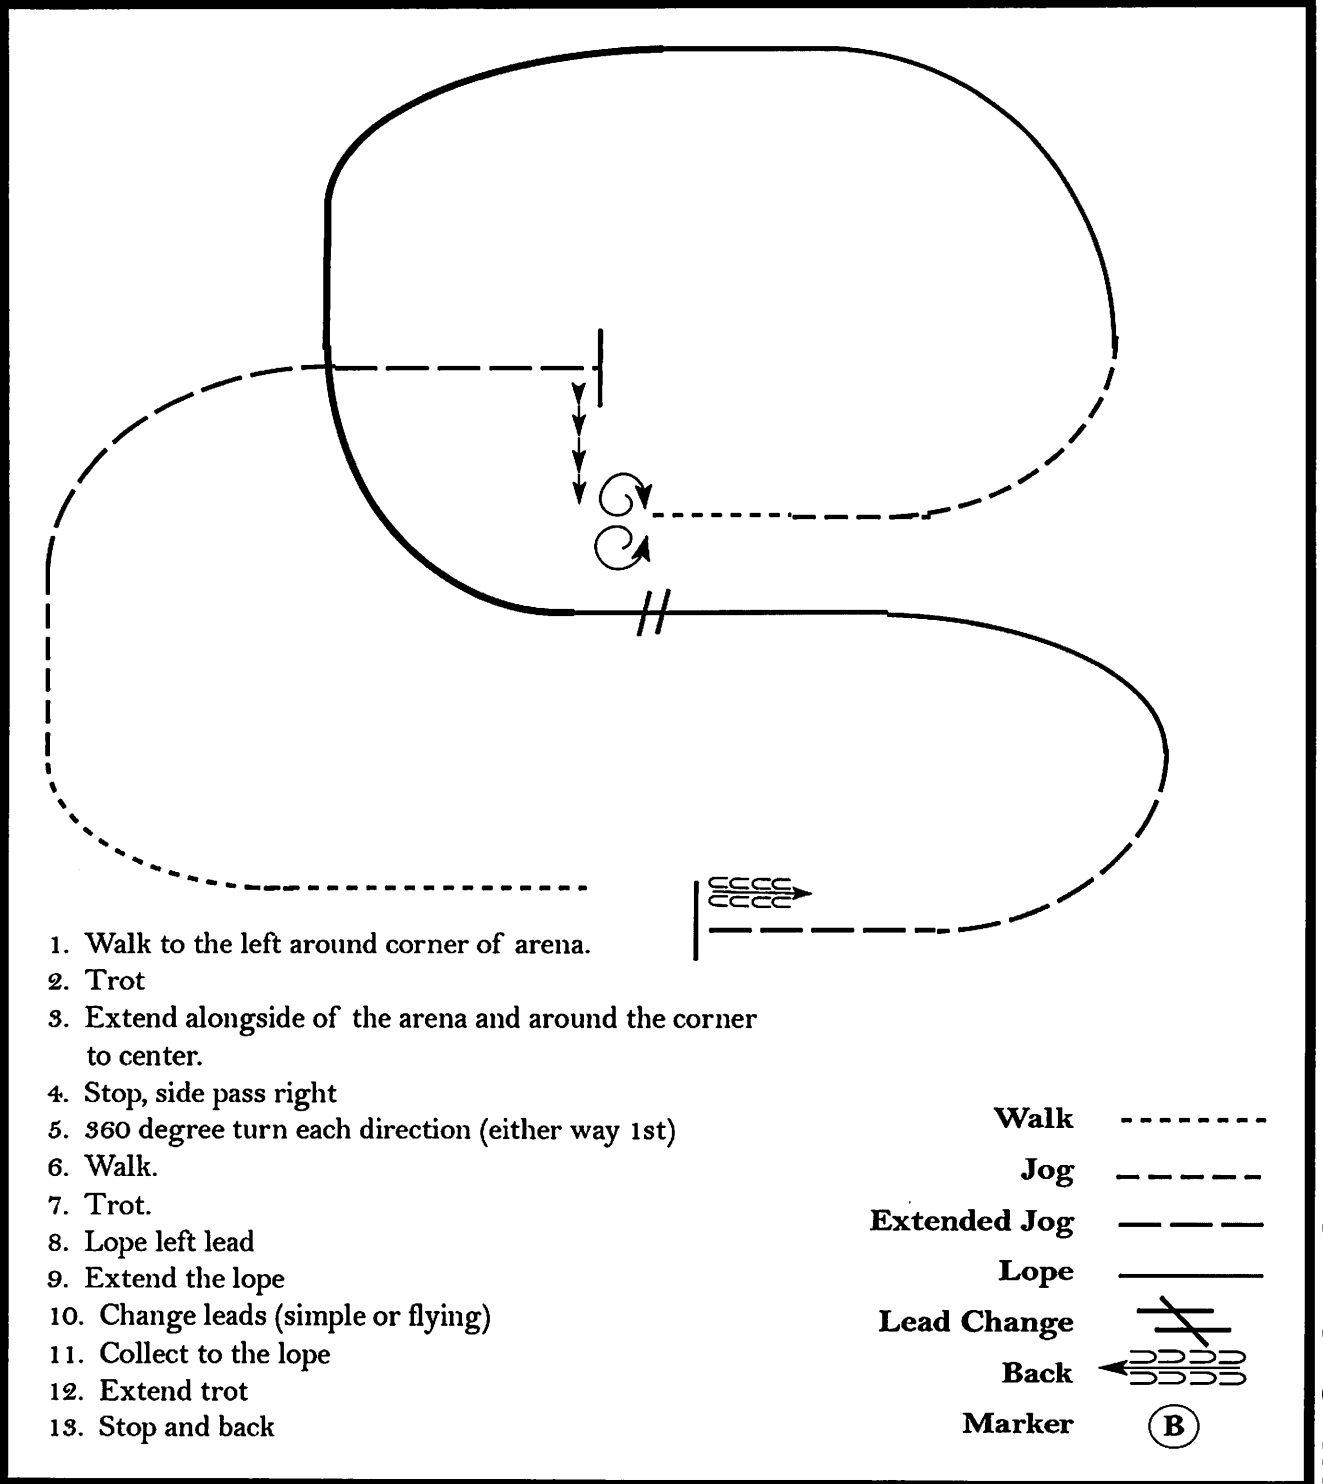 1. Walk to the left around corner of arena.
2. Trot
3. Extend alongside of the arena and around the corner
to center.
4. Stop, side pass right
5. 360 degree turn each direction (either way 1st)
6. Walk.
7. Trot.
8. Lope left lead
9. Extend the lope
10. Change leads (simple or flying)
11. Collect to the lope
12. Extend trot
13. Stop and back
Walk
Jog
Extended Jog
Lope
Lead Change
Back
Marker B